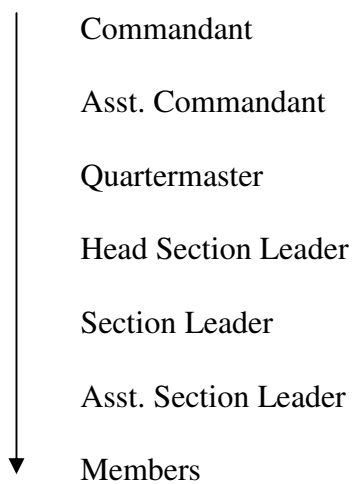 Commandant
Asst. Commandant
Quartermaster
Head Section Leader
Section Leader
Asst. Section Leader
Members